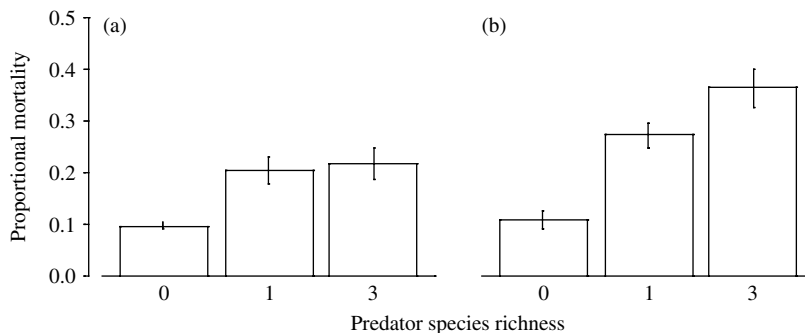 Proportional mortality
0.5
0.4
0.3
0.2
0.1
0.0
(a)
0 1 3
(b)
0 1 3
Predator species richness